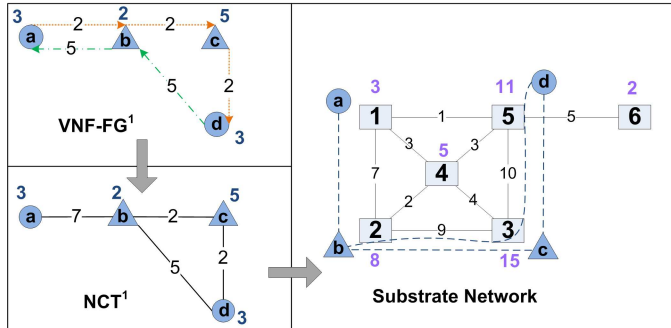 3 2 5
2 2
a b c
5
5 2
d
VNF-FG¹ 3
3 2 5
a 7 b 2 c
5 2
d
NCT¹ 3
d
3 11 2
a
1 1 5 5 6
3 3
5
7 4 10
2 4
2 9 3
b c
8 15
Substrate Network